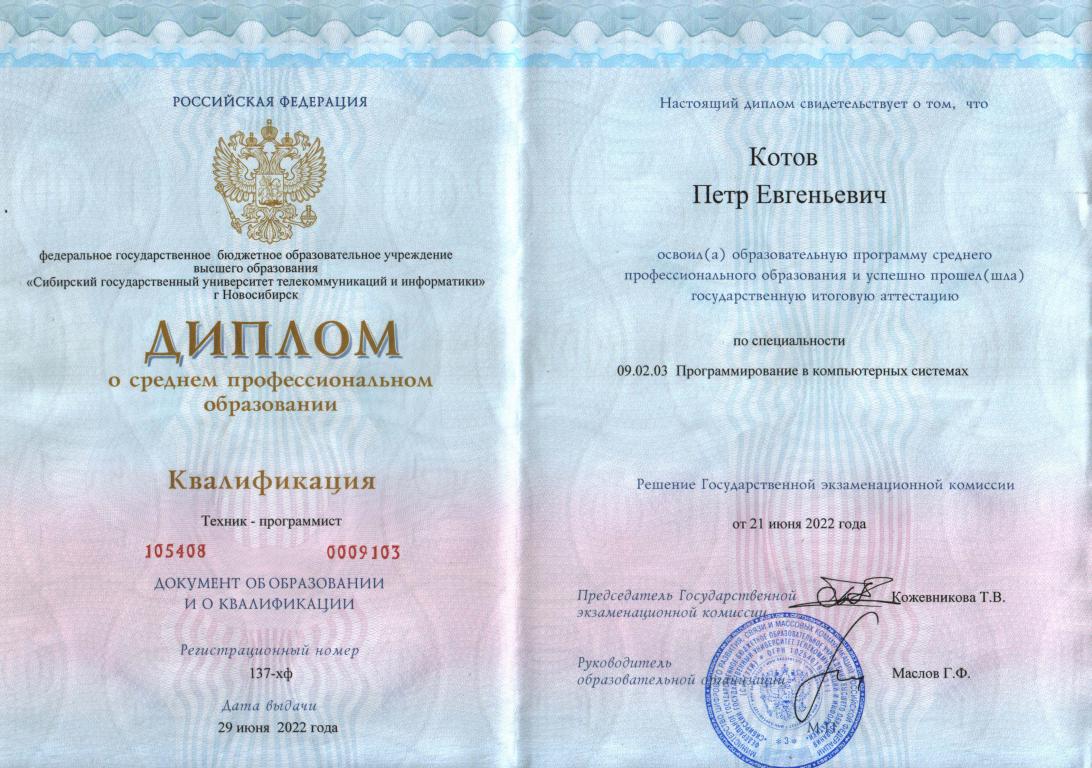 РОССИЙСКАЯ ФЕДЕРАЦИЯ
федеральное государственное бюджетное образовательное учреждение
высшего образования
«Сибирский государственный университет телекоммуникаций и информатики»
г Новосибирск
ДИПЛОМ
о среднем профессиональном
образовании
Квалификация
Техник - программист
105408 0009103
ДОКУМЕНТ ОБ ОБРАЗОВАНИИ
И О КВАЛИФИКАЦИИ
Регистрационный номер
137-хф
Дата выдачи
29 июня 2022 года
Настоящий диплом свидетельствует о том, что
Котов
Петр Евгеньевич
освоил(а) образовательную программу среднего
профессионального образования и успешно прошел(шла)
государственную итоговую аттестацию
по специальности
09.02.03 Программирование в компьютерных системах
Решение Государственной экзаменационной комиссии
от 21 июня 2022 года
Председатель Государственной
экзаменационной комиссии
Кожевникова Т.В.
Руководитель
образовательной организации
Маслов Г.Ф.
М.П.